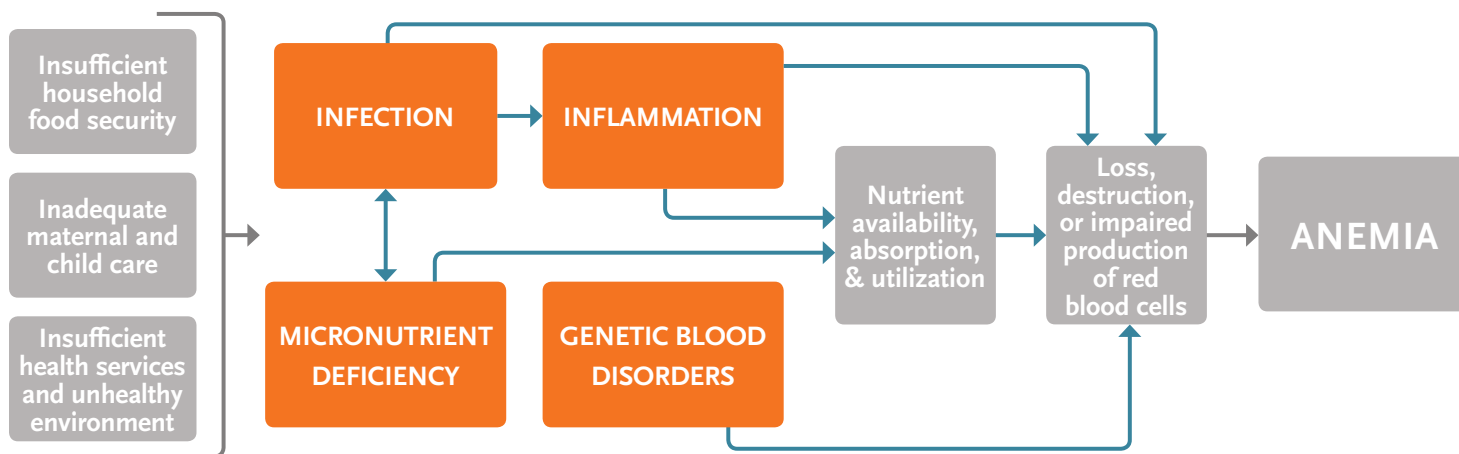 Insufficient
household
food security
Inadequate
maternal and
child care
Insufficient
health services
and unhealthy
environment
INFECTION
INFLAMMATION
MICRONUTRIENT
DEFICIENCY
GENETIC BLOOD
DISORDERS
Nutrient
availability,
absorption,
& utilization
Loss,
destruction,
or impaired
production
of red
blood cells
ANEMIA